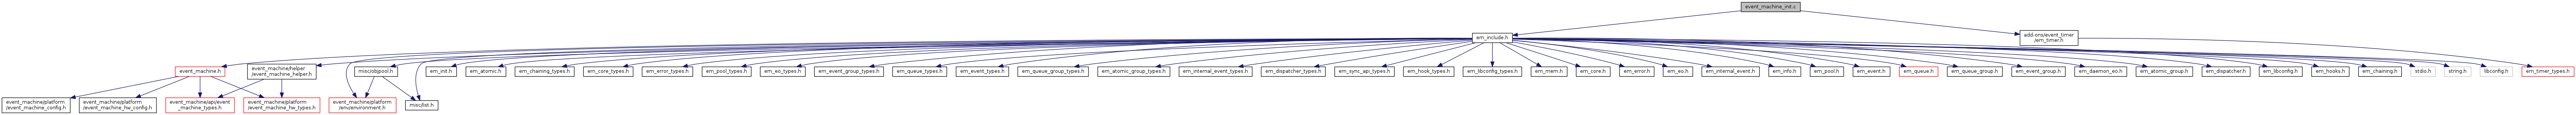 event_machine_init.c
em_include.h
add-ons/event_timer
/em_timer.h
event_machine.h
event_machine/helper
/event_machine_helper.h
misc/objpool.h
em_init.h
em_atomic.h
em_chaining_types.h
em_core_types.h
em_error_types.h
em_pool_types.h
em_eo_types.h
em_event_group_types.h
em_queue_types.h
em_event_types.h
em_queue_group_types.h
em_atomic_group_types.h
em_internal_event_types.h
em_dispatcher_types.h
em_sync_api_types.h
em_hook_types.h
em_libconfig_types.h
em_mem.h
em_core.h
em_error.h
em_eo.h
em_internal_event.h
em_info.h
em_pool.h
em_event.h
em_queue.h
em_queue_group.h
em_event_group.h
em_daemon_eo.h
em_atomic_group.h
em_dispatcher.h
em_libconfig.h
em_hooks.h
em_chaining.h
stdio.h
string.h
libconfig.h
em_timer_types.h
event_machine/platform
/event_machine_config.h
event_machine/platform
/event_machine_hw_config.h
event_machine/api/event
_machine_types.h
event_machine/platform
/event_machine_hw_types.h
event_machine/platform
/env/environment.h
misc/list.h